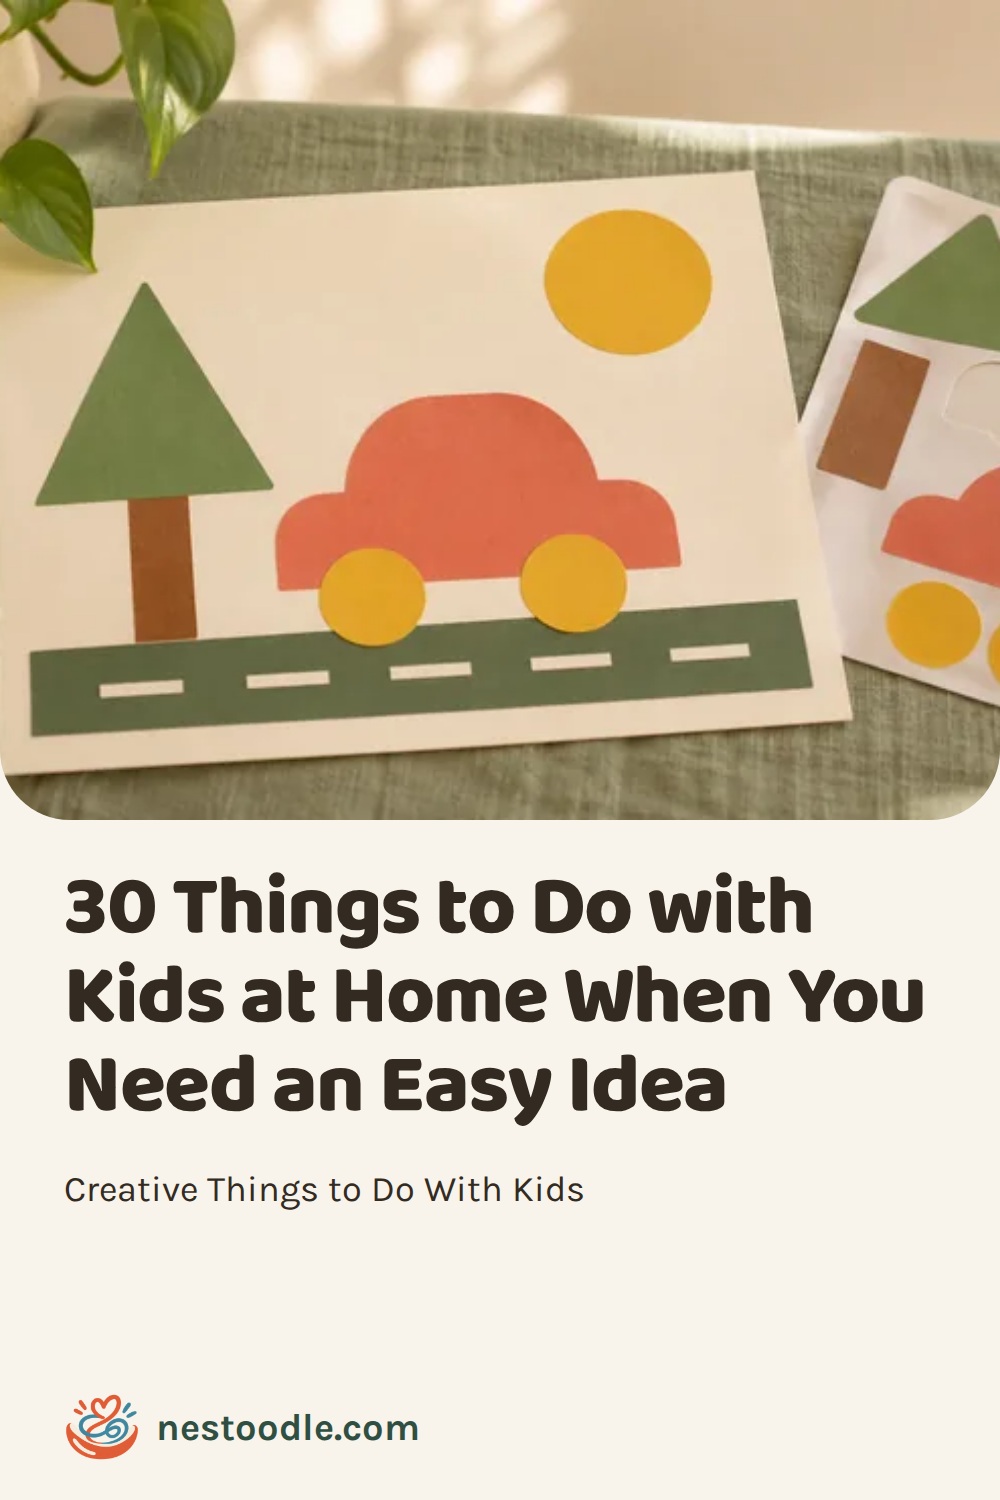 30 Things to Do with
Kids at Home When You
Need an Easy Idea
Creative Things to Do With Kids
nestoodle.com